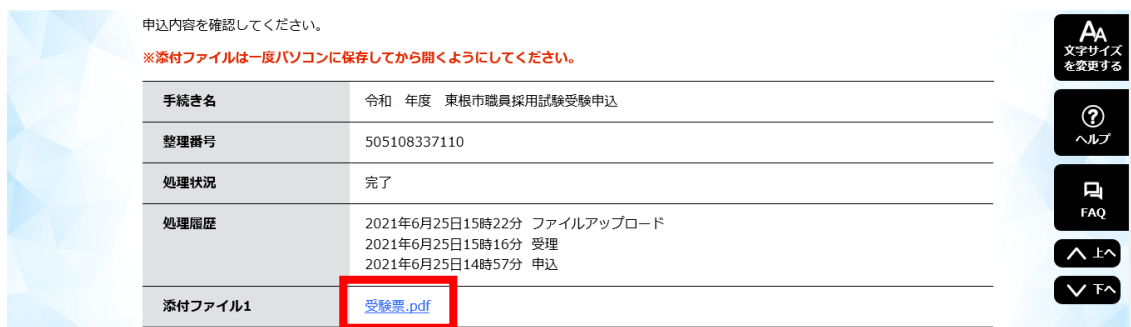 申込内容を確認してください。
※添付ファイルは一度パソコンに保存してから開くようにしてください。
手続き名 令和 年度 東根市職員採用試験受験申込
整理番号 505108337110
処理状況 完了
処理履歴 2021年6月25日15時22分 ファイルアップロード
2021年6月25日15時16分 受理
2021年6月25日14時57分 申込
添付ファイル1 受験票.pdf
AA
文字サイズ
を変更する
?
ヘルプ
FAQ
上へ
下へ